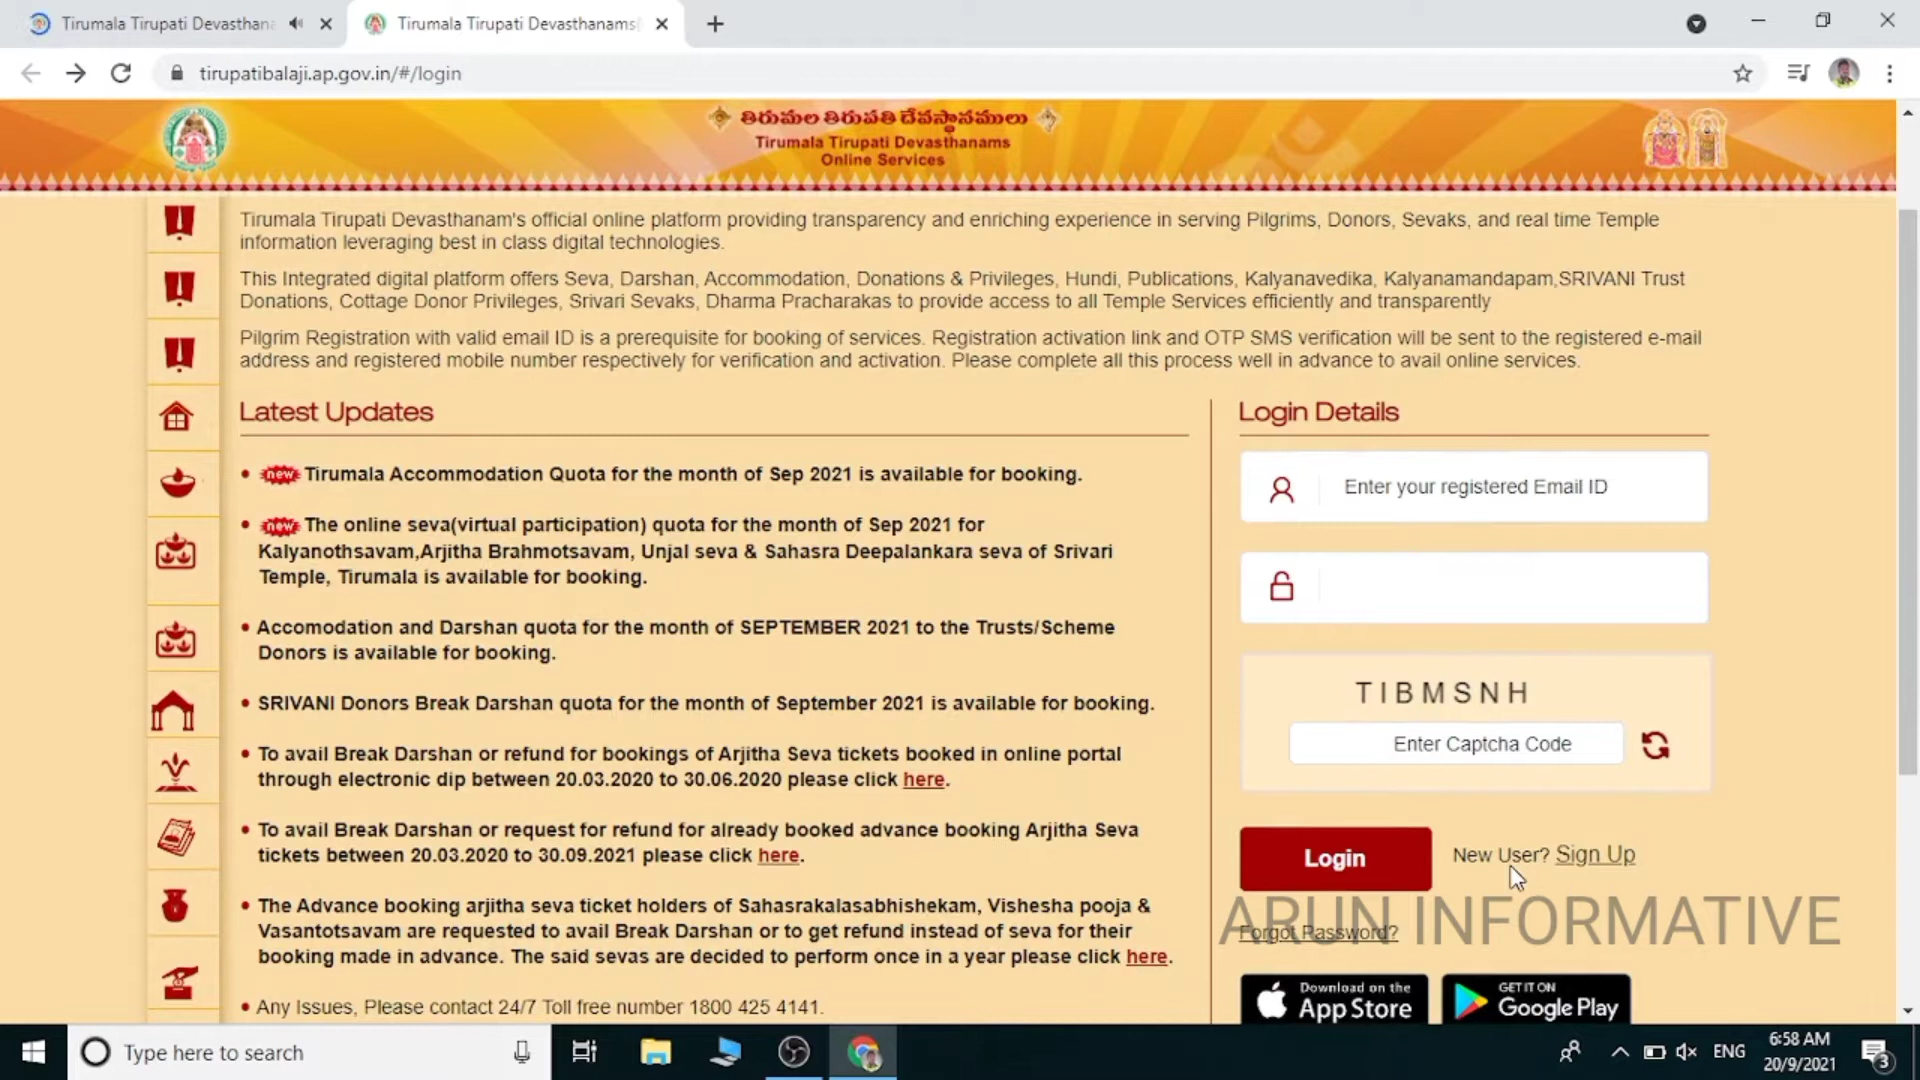 Tirumala Tirupati Devasthana
Tirumala Tirupati Devasthanams
tirupatibalaji.ap.gov.in/#/login
తిరుమల తిరుపతి దేవస్థానములు
Tirumala Tirupati Devasthanams
Online Services
Tirumala Tirupati Devasthanam's official online platform providing transparency and enriching experience in serving Pilgrims, Donors, Sevaks, and real time Temple
information leveraging best in class digital technologies.
This Integrated digital platform offers Seva, Darshan, Accommodation, Donations & Privileges, Hundi, Publications, Kalyanavedika, Kalyanamandapam,SRIVANI Trust
Donations, Cottage Donor Privileges, Srivari Sevaks, Dharma Pracharakas to provide access to all Temple Services efficiently and transparently
Pilgrim Registration with valid email ID is a prerequisite for booking of services. Registration activation link and OTP SMS verification will be sent to the registered e-mail
address and registered mobile number respectively for verification and activation. Please complete all this process well in advance to avail online services.
Latest Updates
• new Tirumala Accommodation Quota for the month of Sep 2021 is available for booking.
• new The online seva(virtual participation) quota for the month of Sep 2021 for
Kalyanothsavam,Arjitha Brahmotsavam, Unjal seva & Sahasra Deepalankara seva of Srivari
Temple, Tirumala is available for booking.
• Accomodation and Darshan quota for the month of SEPTEMBER 2021 to the Trusts/Scheme
Donors is available for booking.
• SRIVANI Donors Break Darshan quota for the month of September 2021 is available for booking.
• To avail Break Darshan or refund for bookings of Arjitha Seva tickets booked in online portal
through electronic dip between 20.03.2020 to 30.06.2020 please click here.
• To avail Break Darshan or request for refund for already booked advance booking Arjitha Seva
tickets between 20.03.2020 to 30.09.2021 please click here.
• The Advance booking arjitha seva ticket holders of Sahasrakalasabhishekam, Vishesha pooja &
Vasantotsavam are requested to avail Break Darshan or to get refund instead of seva for their
booking made in advance. The said sevas are decided to perform once in a year please click here.
• Any Issues, Please contact 24/7 Toll free number 1800 425 4141.
Login Details
Enter your registered Email ID
TIBMSNH
Enter Captcha Code
Login
New User? Sign Up
ARUN INFORMATIVE
Forgot Password?
Download on the
App Store
GET IT ON
Google Play
Type here to search
ENG
6:58 AM
20/9/2021
3